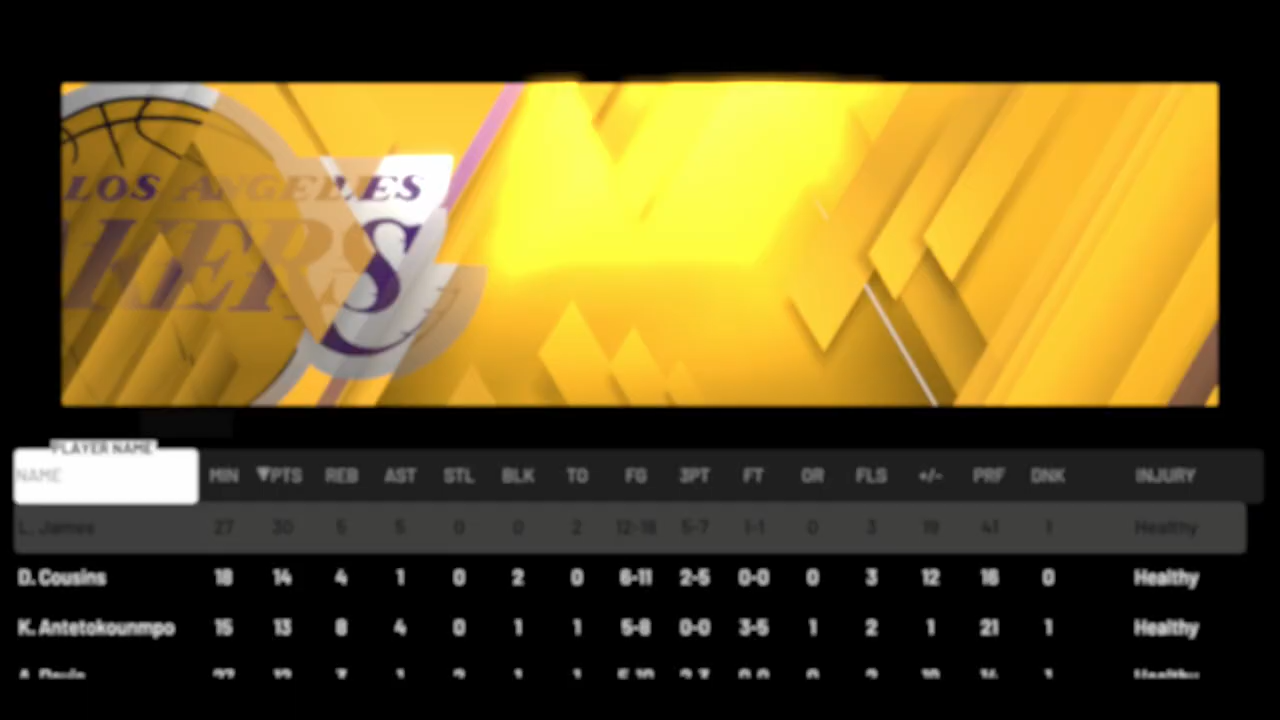 LOS ANGELES
KERS
PLAYER NAME
NAME MIN ▼PTS REB AST STL BLK TO FG 3PT FT OR FLS +/- PRF DNK INJURY
L. James 27 30 5 5 0 0 2 12-18 5-7 1-1 0 3 19 41 1 Healthy
D. Cousins 18 14 4 1 0 2 0 6-11 2-5 0-0 0 3 12 18 0 Healthy
K. Antetokounmpo 15 13 8 4 0 1 1 5-8 0-0 3-5 1 2 1 21 1 Healthy